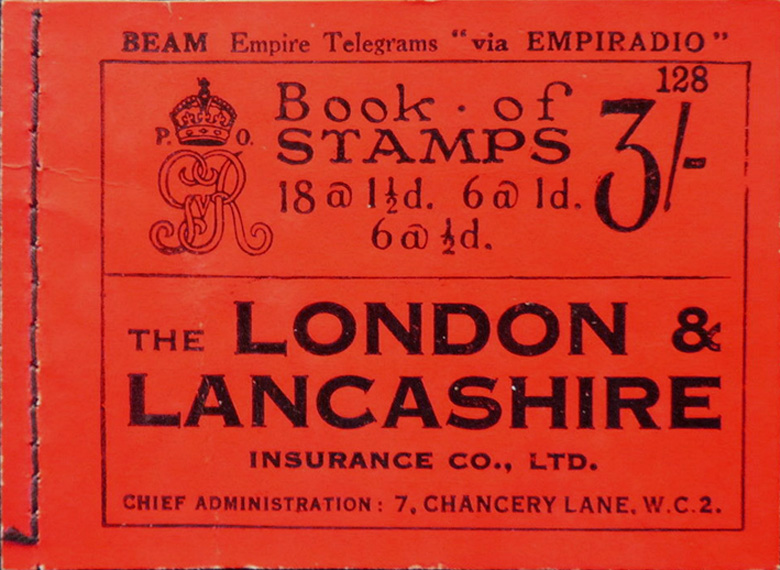 BEAM Empire Telegrams "via EMPIRADIO"
128
P. O.
GvR
Book · of
STAMPS
3/-
18 @ 1½d. 6 @ 1d.
6 @ ½d.
THE LONDON &
LANCASHIRE
INSURANCE CO., LTD.
CHIEF ADMINISTRATION: 7, CHANCERY LANE, W.C.2.